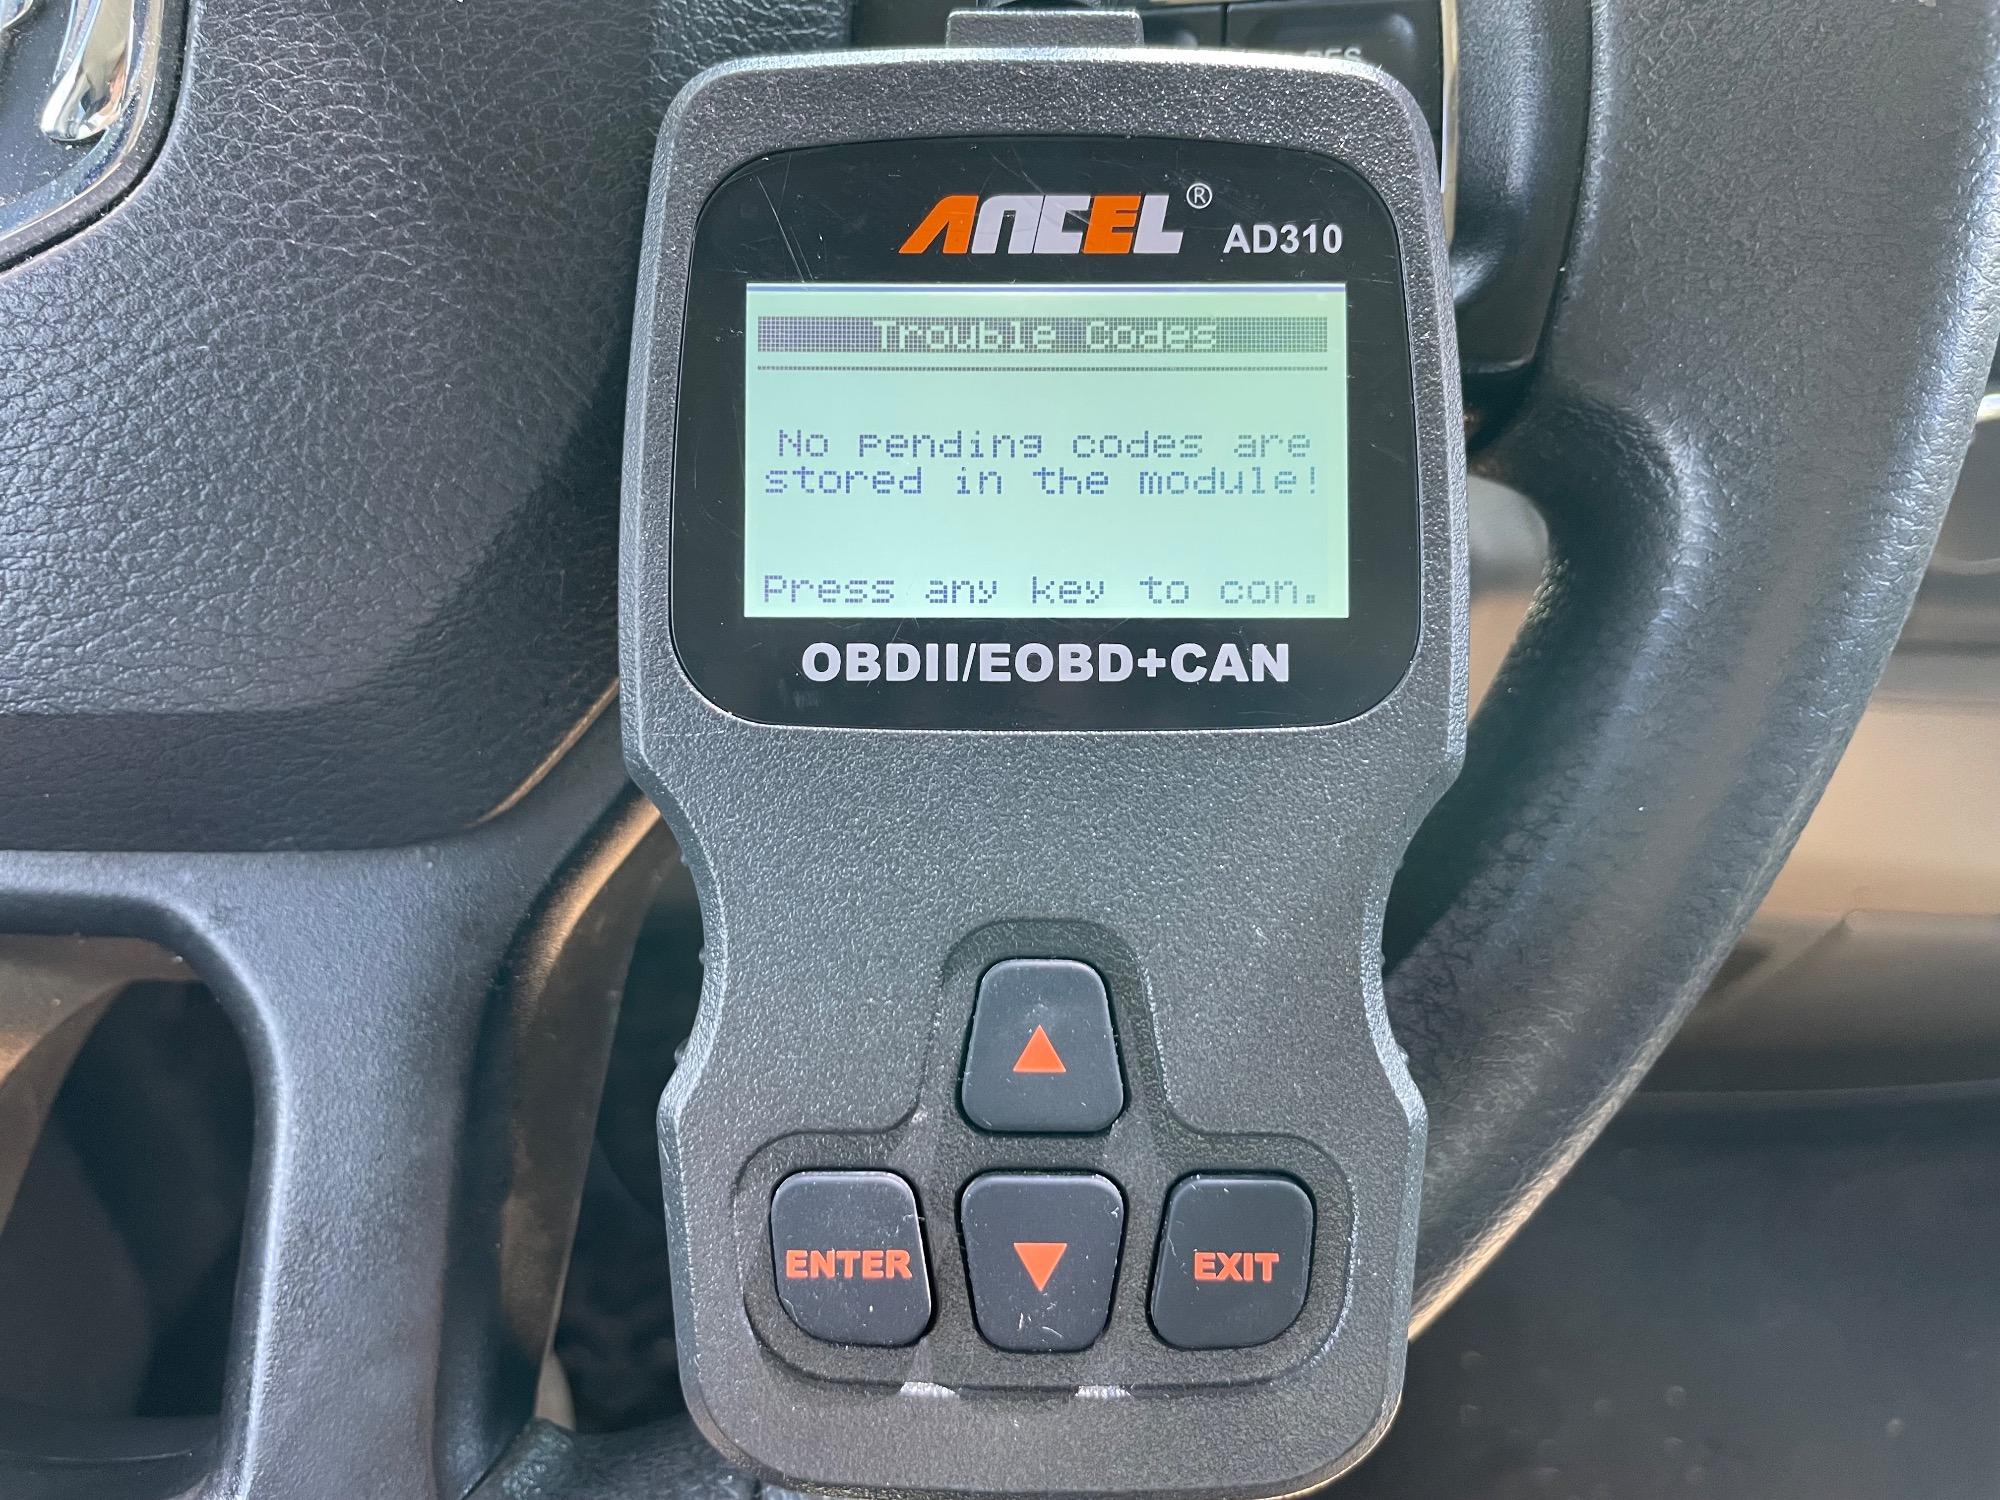 ANCEL® AD310
Trouble Codes
No pending codes are
stored in the module!
Press any key to con.
OBDII/EOBD+CAN
ENTER
EXIT